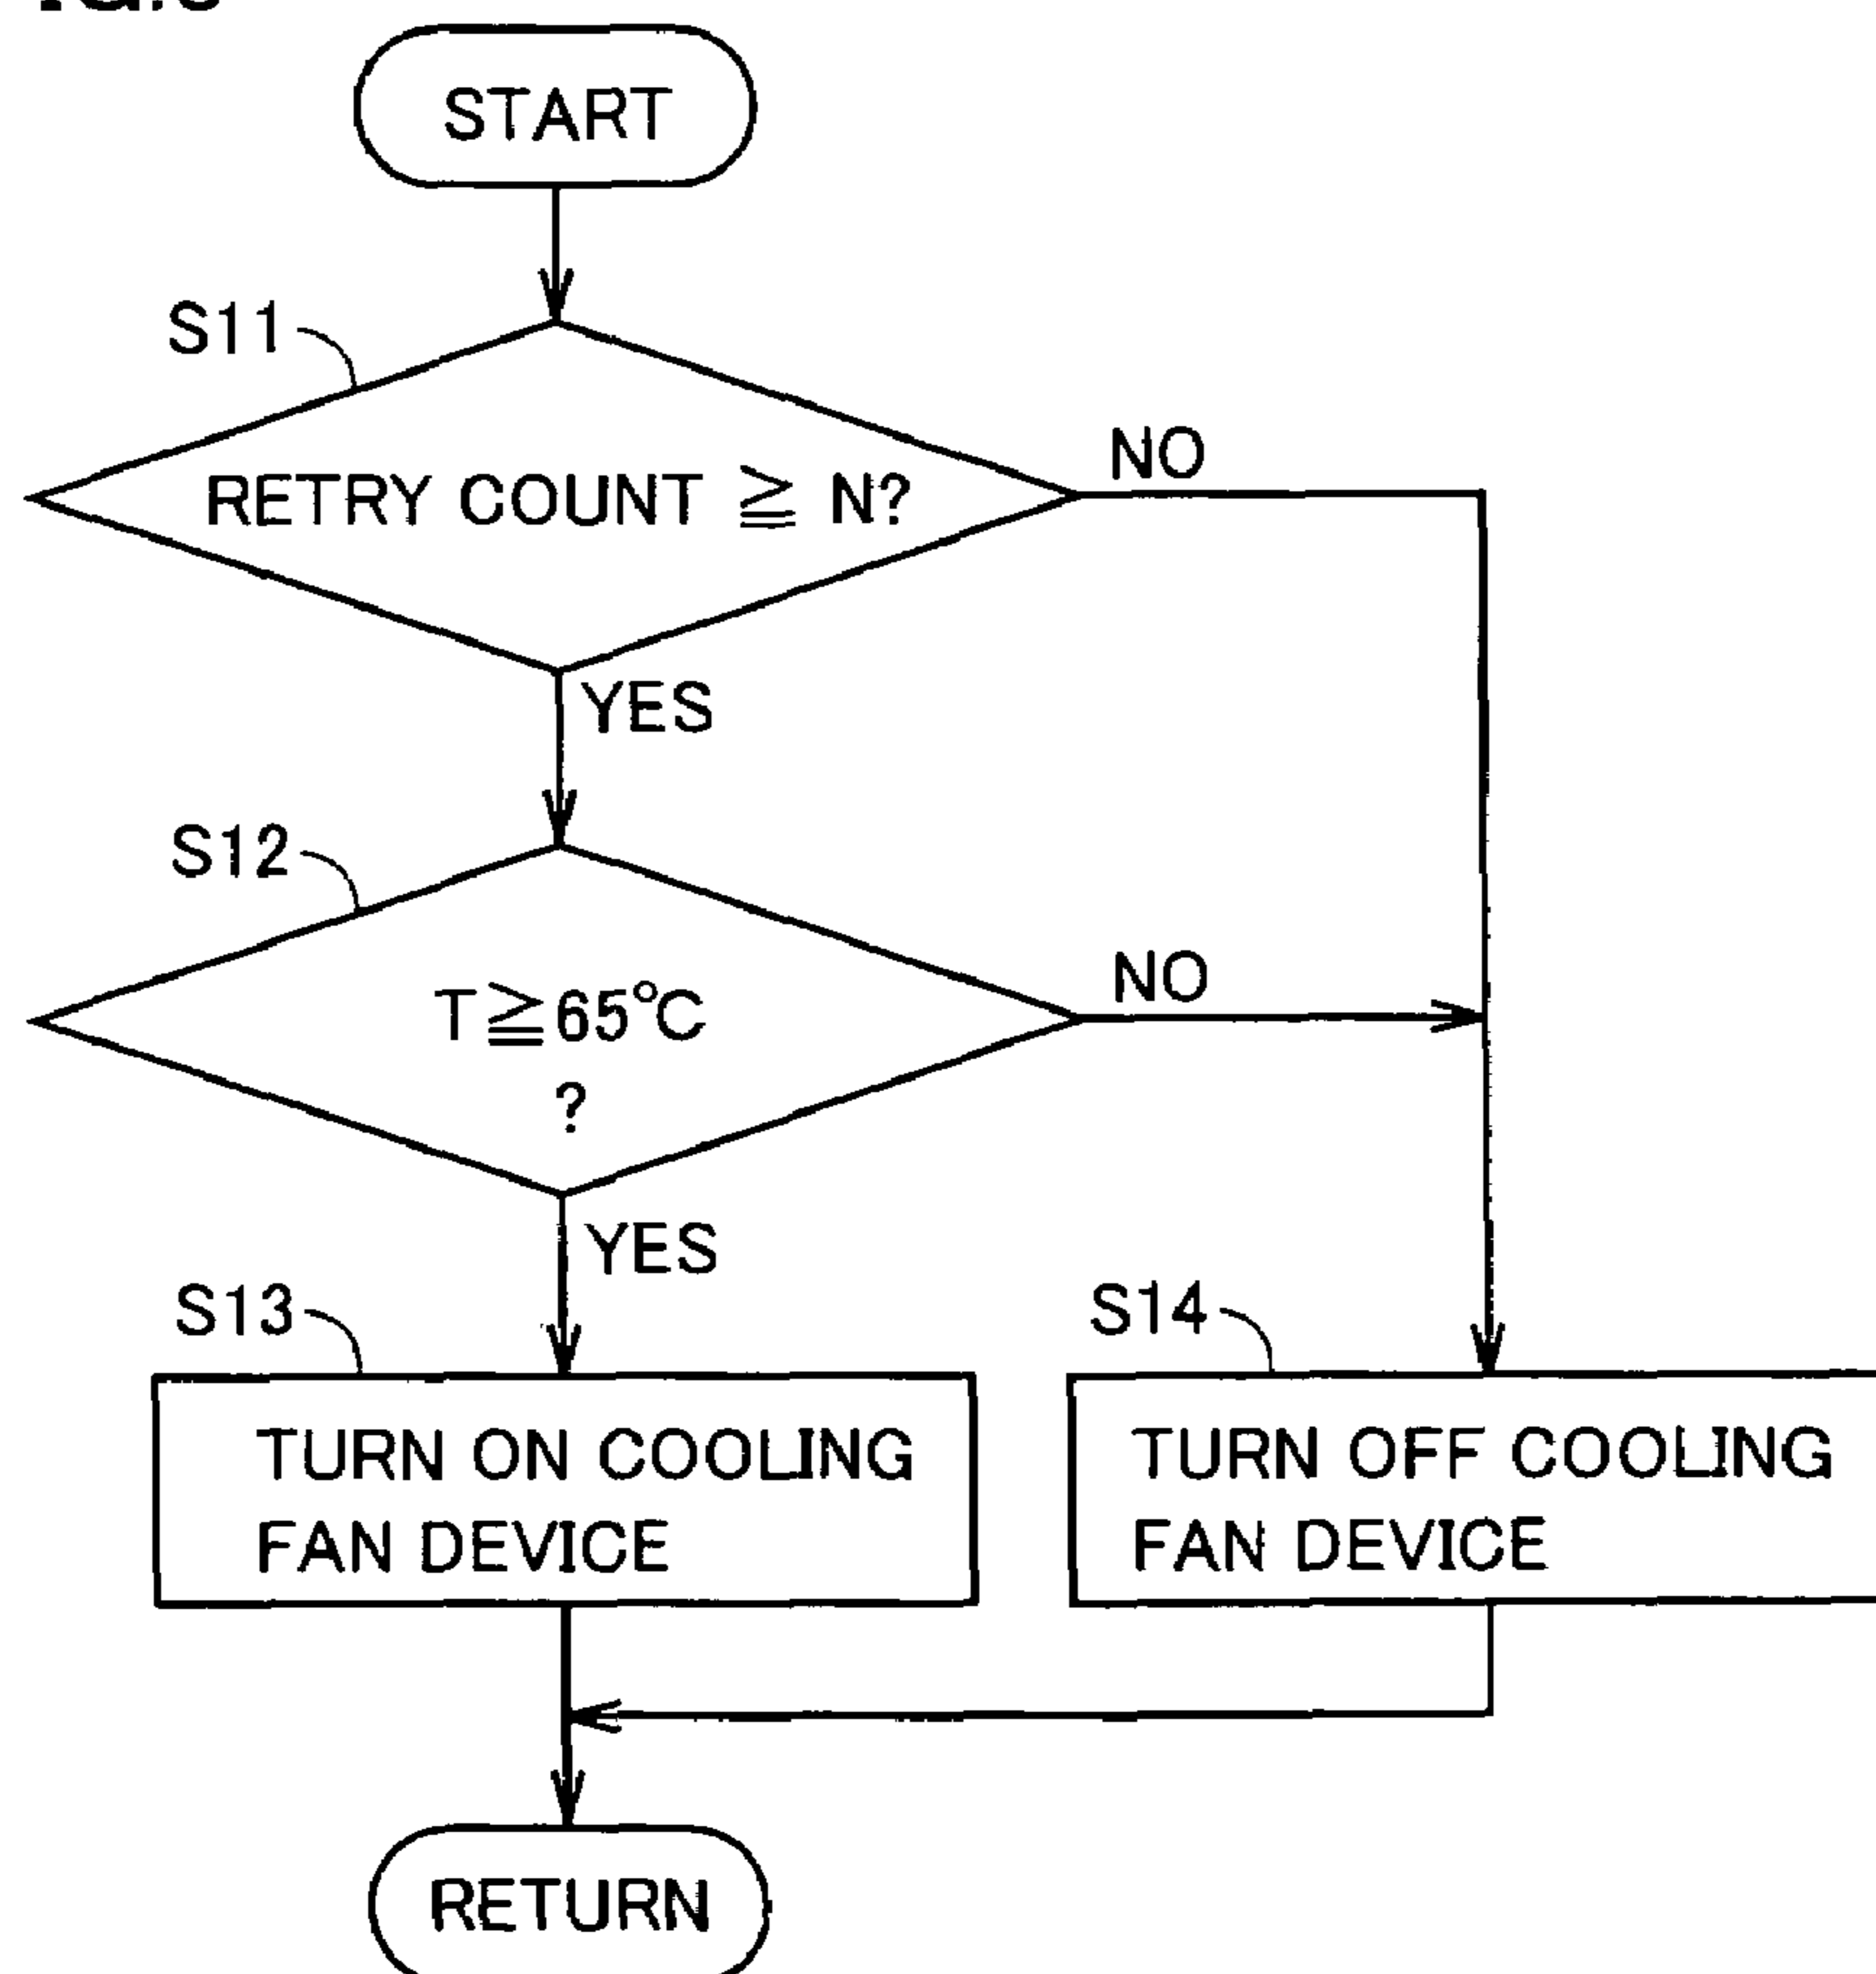 START
S11
RETRY COUNT ≧ N?
NO
YES
S12
T≧65°C
?
NO
YES
S13
TURN ON COOLING
FAN DEVICE
S14
TURN OFF COOLING
FAN DEVICE
RETURN